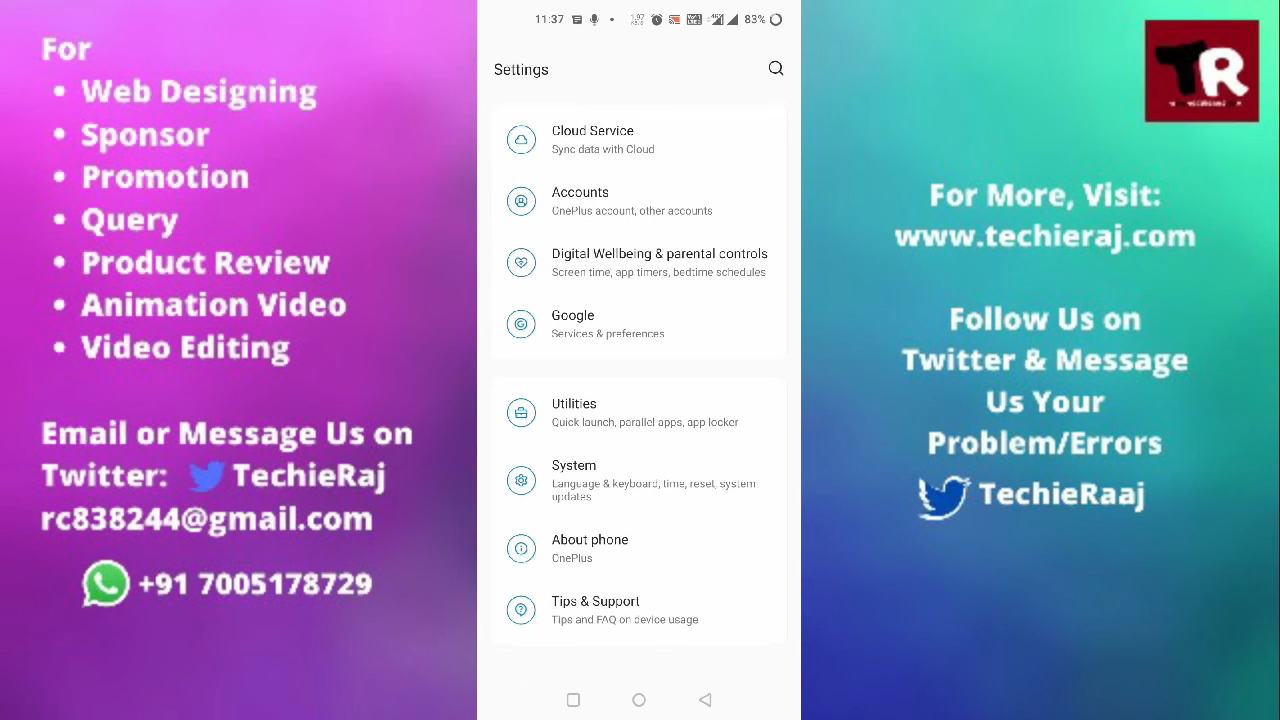 For
• Web Designing
• Sponsor
• Promotion
• Query
• Product Review
• Animation Video
• Video Editing
Email or Message Us on
Twitter: TechieRaj
rc838244@gmail.com
+91 7005178729
11:37
83%
Settings
Cloud Service
Sync data with Cloud
Accounts
OnePlus account, other accounts
Digital Wellbeing & parental controls
Screen time, app timers, bedtime schedules
Google
Services & preferences
Utilities
Quick launch, parallel apps, app locker
System
Language & keyboard, time, reset, system
updates
About phone
OnePlus
Tips & Support
Tips and FAQ on device usage
TR
For More, Visit:
www.techieraj.com
Follow Us on
Twitter & Message
Us Your
Problem/Errors
TechieRaaj